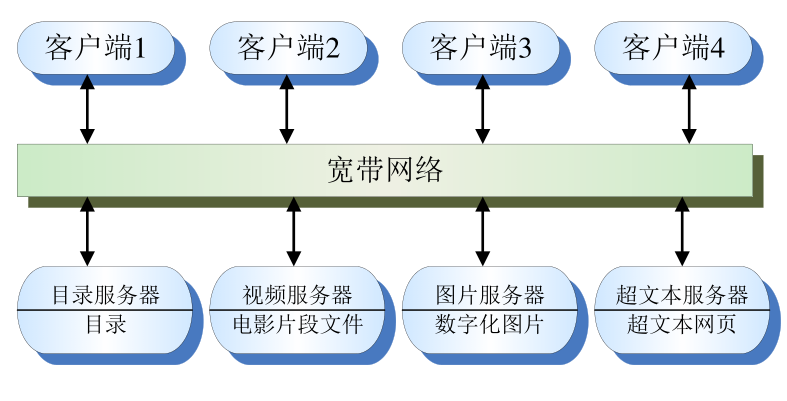 客户端1
客户端2
客户端3
客户端4
宽带网络
目录服务器
目录
视频服务器
电影片段文件
图片服务器
数字化图片
超文本服务器
超文本网页